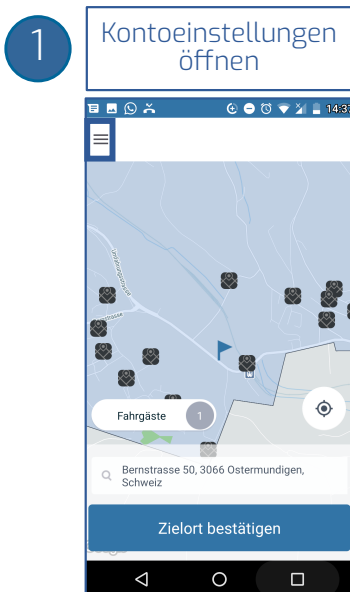 1
Kontoeinstellungen
öffnen
14:37
Fahrgäste 1
Bernstrasse 50, 3066 Ostermundigen,
Schweiz
Zielort bestätigen